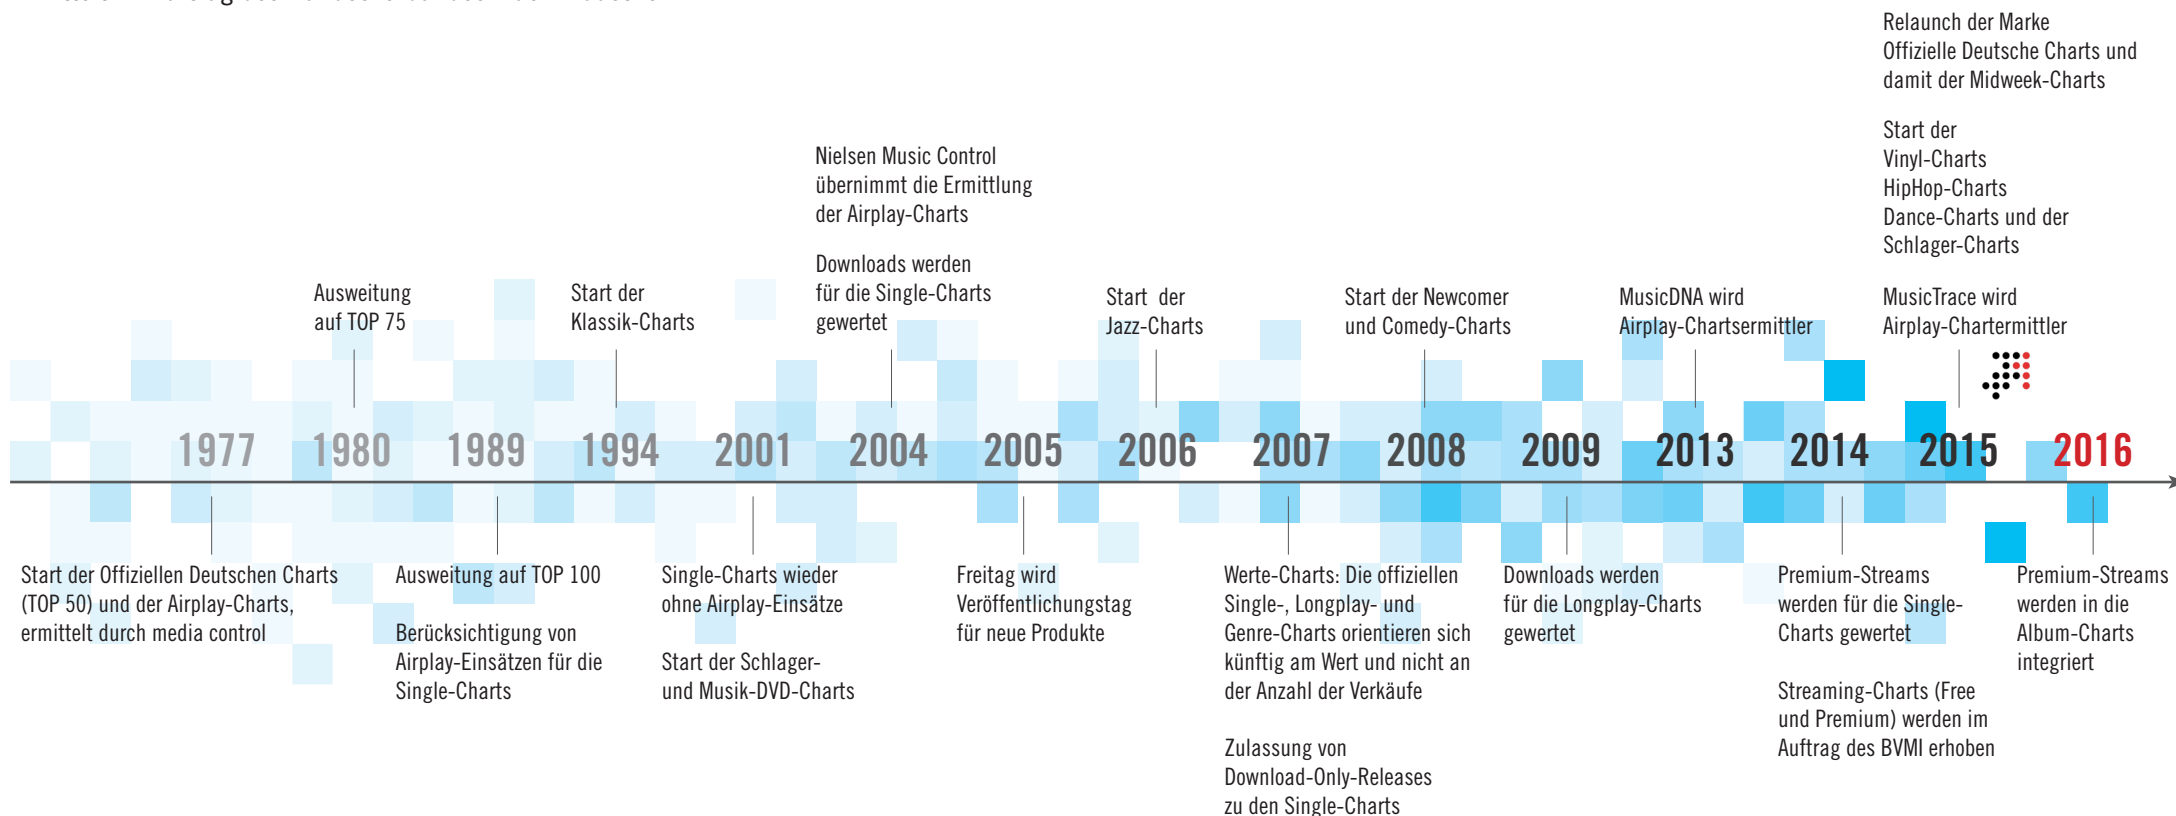 Relaunch der Marke
Offizielle Deutsche Charts und
damit der Midweek-Charts
Start der
Vinyl-Charts
HipHop-Charts
Dance-Charts und der
Schlager-Charts
Nielsen Music Control
übernimmt die Ermittlung
der Airplay-Charts
Downloads werden
für die Single-Charts
gewertet
Ausweitung
auf TOP 75
Start der
Klassik-Charts
Start der
Jazz-Charts
Start der Newcomer
und Comedy-Charts
MusicDNA wird
Airplay-Chartsermittler
MusicTrace wird
Airplay-Chartermittler
1977 1980 1989 1994 2001 2004 2005 2006 2007 2008 2009 2013 2014 2015 2016
Start der Offiziellen Deutschen Charts
(TOP 50) und der Airplay-Charts,
ermittelt durch media control
Ausweitung auf TOP 100
Berücksichtigung von
Airplay-Einsätzen für die
Single-Charts
Single-Charts wieder
ohne Airplay-Einsätze
Start der Schlager-
und Musik-DVD-Charts
Freitag wird
Veröffentlichungstag
für neue Produkte
Werte-Charts: Die offiziellen
Single-, Longplay- und
Genre-Charts orientieren sich
künftig am Wert und nicht an
der Anzahl der Verkäufe
Zulassung von
Download-Only-Releases
zu den Single-Charts
Downloads werden
für die Longplay-Charts
gewertet
Premium-Streams
werden für die Single-
Charts gewertet
Streaming-Charts (Free
und Premium) werden im
Auftrag des BVMI erhoben
Premium-Streams
werden in die
Album-Charts
integriert